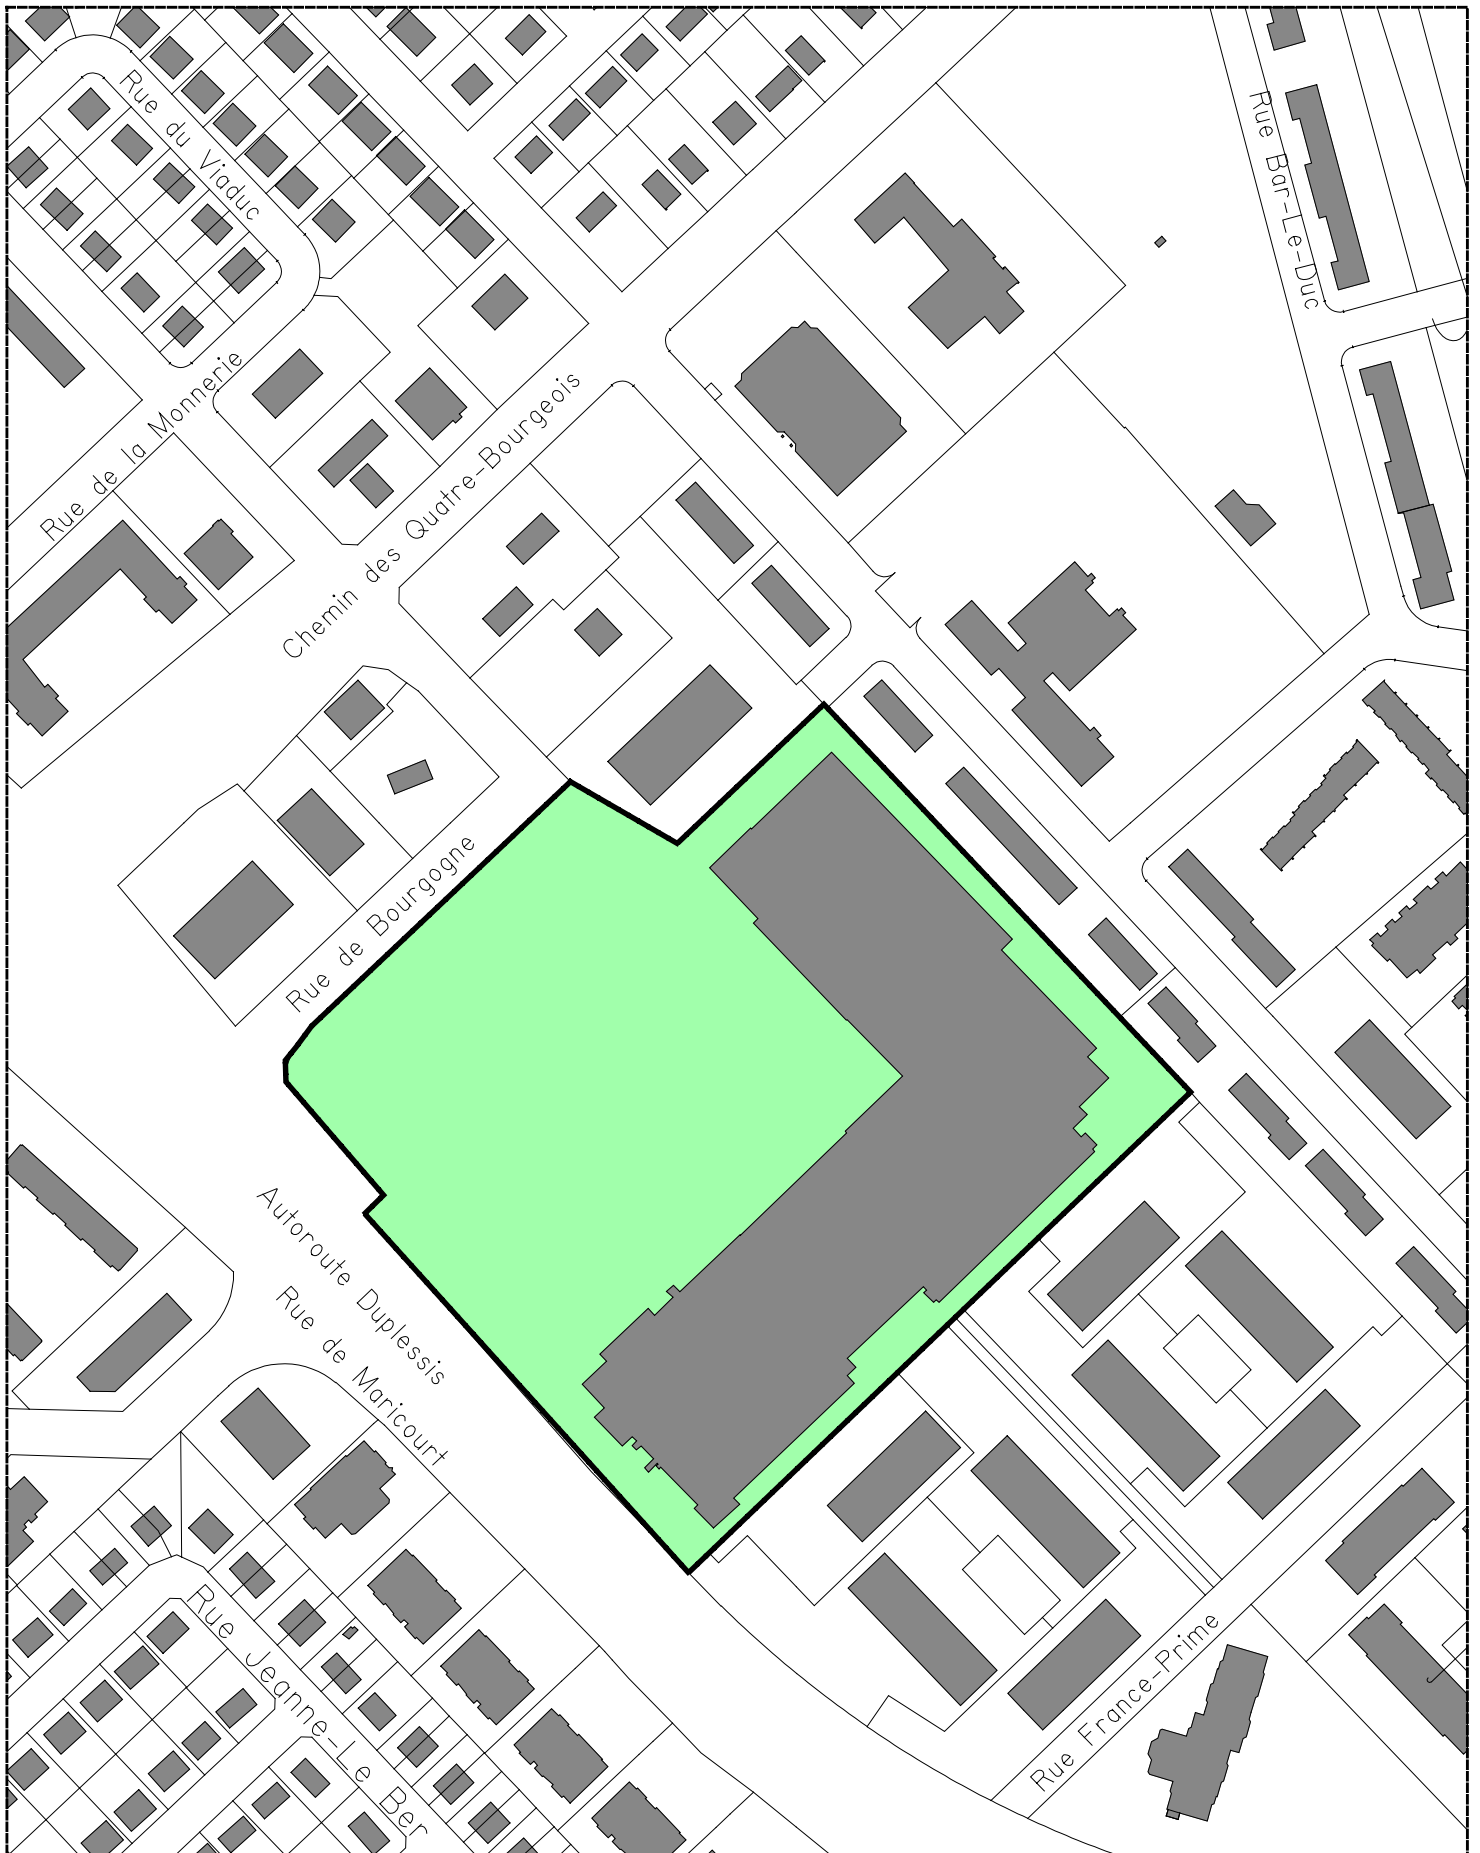 Rue du Viaduc
Rue Bar-Le-Duc
Rue de la Monnerie
Chemin des Quatre-Bourgeois
Rue de Bourgogne
Autoroute Duplessis
Rue de Maricourt
Rue Jeanne-Le Ber
Rue France-Prime